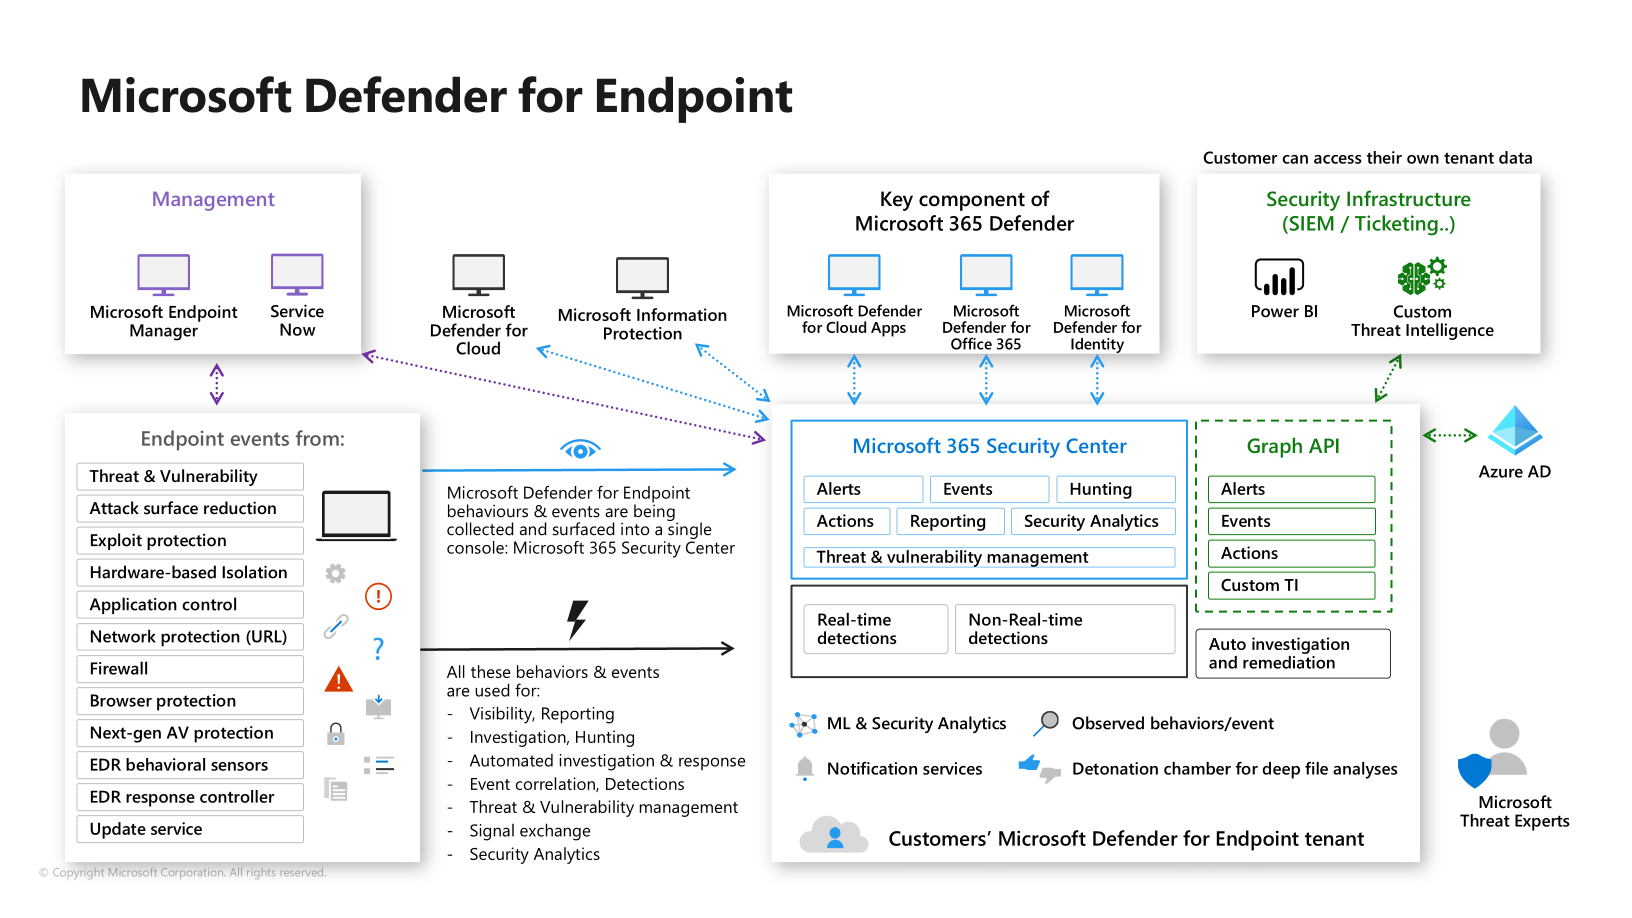 Microsoft Defender for Endpoint
Management
Microsoft Endpoint
Manager
Service
Now
Microsoft
Defender for
Cloud
Microsoft Information
Protection
Key component of
Microsoft 365 Defender
Microsoft Defender
for Cloud Apps
Microsoft
Defender for
Office 365
Microsoft
Defender for
Identity
Customer can access their own tenant data
Security Infrastructure
(SIEM / Ticketing..)
Power BI
Custom
Threat Intelligence
Endpoint events from:
Threat & Vulnerability
Attack surface reduction
Exploit protection
Hardware-based Isolation
Application control
Network protection (URL)
Firewall
Browser protection
Next-gen AV protection
EDR behavioral sensors
EDR response controller
Update service
!
?
!
Microsoft Defender for Endpoint
behaviours & events are being
collected and surfaced into a single
console: Microsoft 365 Security Center
All these behaviors & events
are used for:
- Visibility, Reporting
- Investigation, Hunting
- Automated investigation & response
- Event correlation, Detections
- Threat & Vulnerability management
- Signal exchange
- Security Analytics
Microsoft 365 Security Center
Alerts
Events
Hunting
Actions
Reporting
Security Analytics
Threat & vulnerability management
Real-time
detections
Non-Real-time
detections
Graph API
Alerts
Events
Actions
Custom TI
Auto investigation
and remediation
ML & Security Analytics
Observed behaviors/event
Notification services
Detonation chamber for deep file analyses
Customers’ Microsoft Defender for Endpoint tenant
Azure AD
Microsoft
Threat Experts
© Copyright Microsoft Corporation. All rights reserved.